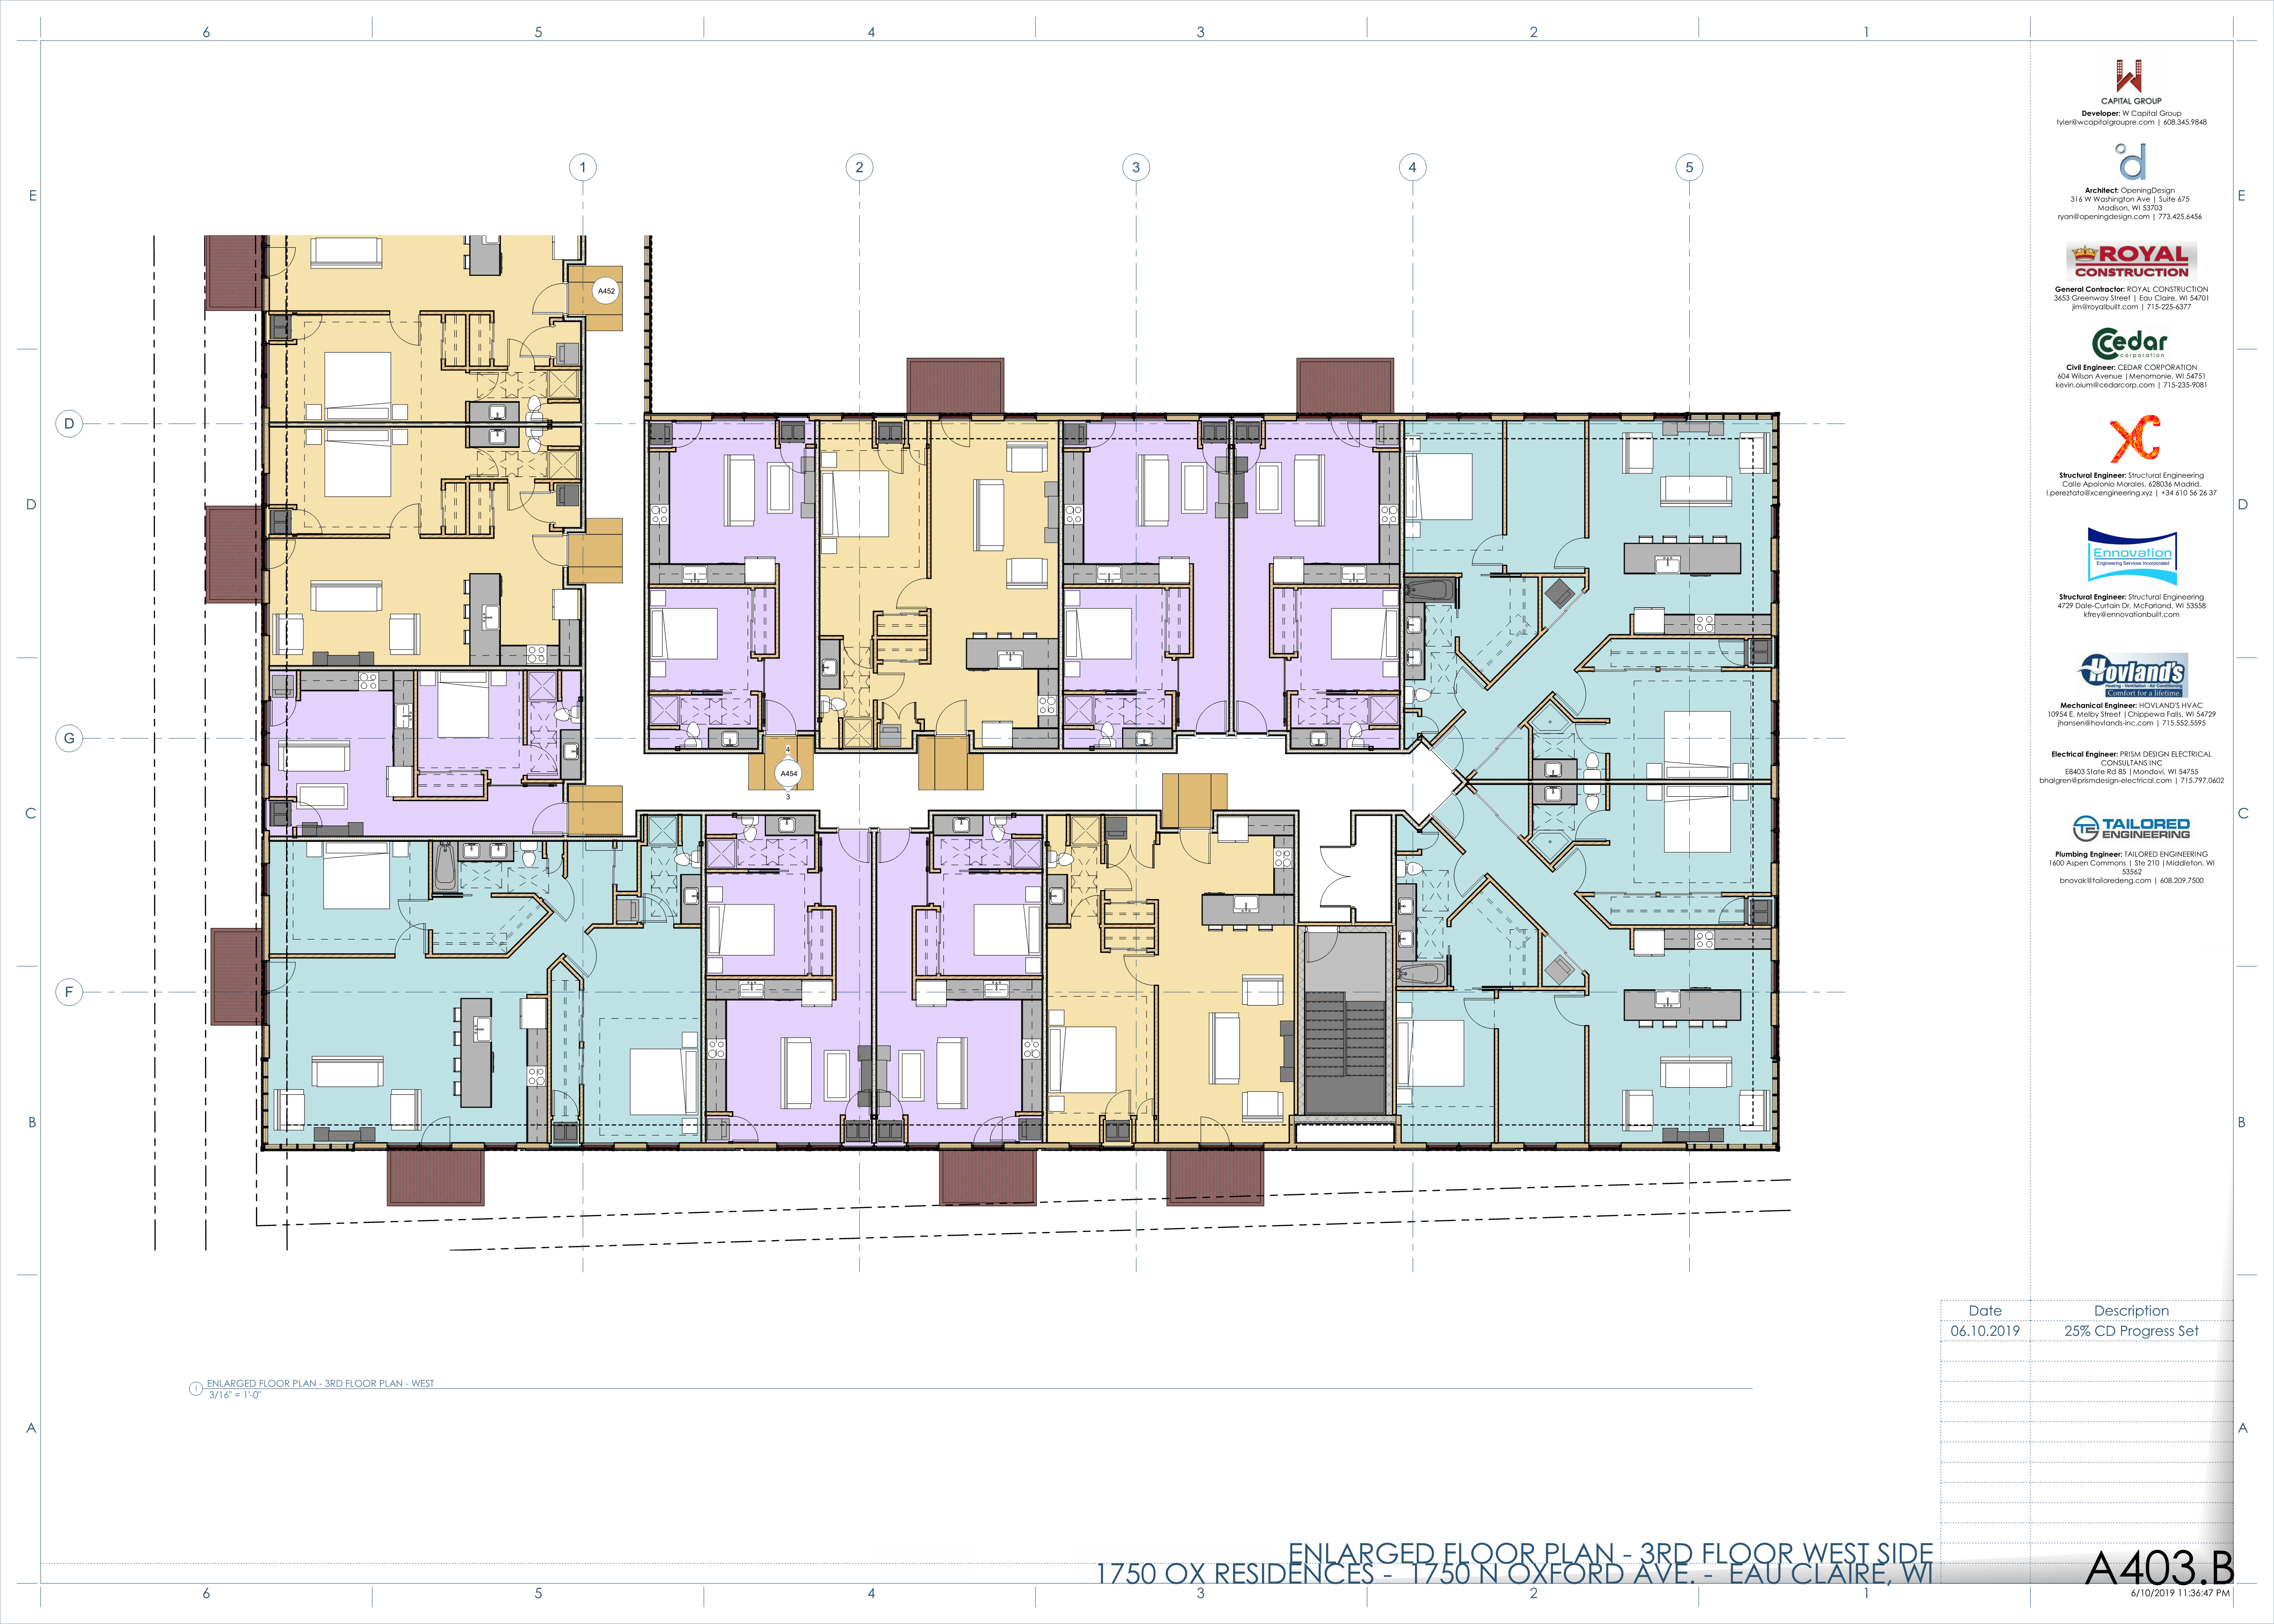 6 5 4 3 2 1
E
D
C
B
A
1 2 3 4 5
D
G
F
A452
4
A454
3
1
ENLARGED FLOOR PLAN - 3RD FLOOR PLAN - WEST
3/16" = 1'-0"
W
CAPITAL GROUP
Developer: W Capital Group
tyler@wcapitalgroupre.com | 608.345.9848
°d
Architect: OpeningDesign
316 W Washington Ave | Suite 675
Madison, WI 53703
ryan@openingdesign.com | 773.425.6456
ROYAL
CONSTRUCTION
General Contractor: ROYAL CONSTRUCTION
3653 Greenway Street | Eau Claire, WI 54701
jim@royalbuilt.com | 715-225-6377
Cedar
corporation
Civil Engineer: CEDAR CORPORATION
604 Wilson Avenue |Menomonie, WI 54751
kevin.oium@cedarcorp.com | 715-235-9081
XC
Structural Engineer: Structural Engineering
Calle Apolonio Morales, 628036 Madrid,
l.pereztato@xcengineering.xyz | +34 610 56 26 37
Ennovation
Engineering Services Incorporated
Structural Engineer: Structural Engineering
4729 Dale-Curtain Dr, McFarland, WI 53558
kfrey@ennovationbuilt.com
Hovland's
Heating - Ventilation - Air Conditioning
Comfort for a lifetime.
Mechanical Engineer: HOVLAND'S HVAC
10954 E. Melby Street |Chippewa Falls, WI 54729
jhansen@hovlands-inc.com | 715.552.5595
Electrical Engineer: PRISM DESIGN ELECTRICAL
CONSULTANS INC
E8403 State Rd 85 |Mondovi, WI 54755
bhalgren@prismdesign-electrical.com | 715.797.0602
TE TAILORED
ENGINEERING
Plumbing Engineer: TAILORED ENGINEERING
1600 Aspen Commons | Ste 210 |Middleton, WI
53562
bnovak@tailoredeng.com | 608.209.7500
E
D
C
B
A
Date Description
06.10.2019 25% CD Progress Set
ENLARGED FLOOR PLAN - 3RD FLOOR WEST SIDE
1750 OX RESIDENCES - 1750 N OXFORD AVE. - EAU CLAIRE, WI
A403.B
6/10/2019 11:36:47 PM
6 5 4 3 2 1